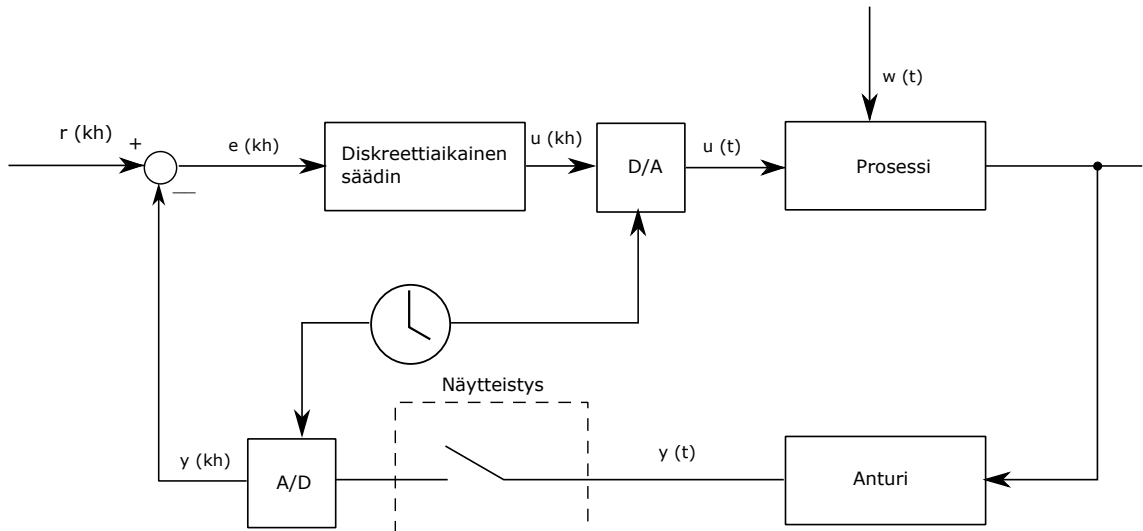 w (t)
r (kh)
+
e (kh)
Diskreettiaikainen
säädin
u (kh)
D/A
u (t)
Prosessi
—
Näytteistys
y (kh)
A/D
y (t)
Anturi